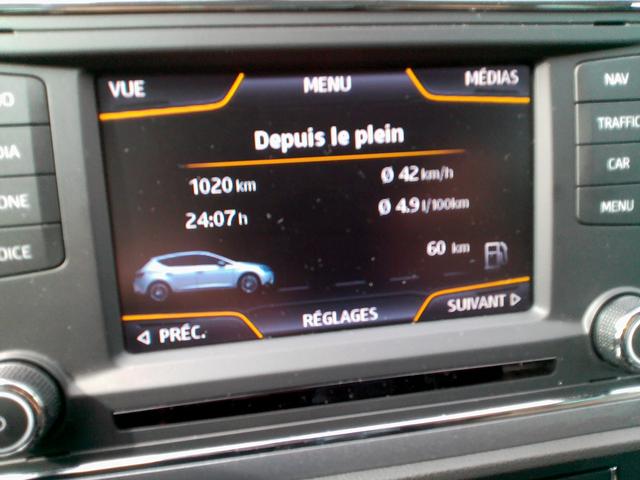 VUE MENU MÉDIAS
Depuis le plein
1020 km Ø 42 km/h
24:07 h Ø 4.9 l/100km
60 km
PRÉC. RÉGLAGES SUIVANT
NAV
TRAFFIC
CAR
MENU